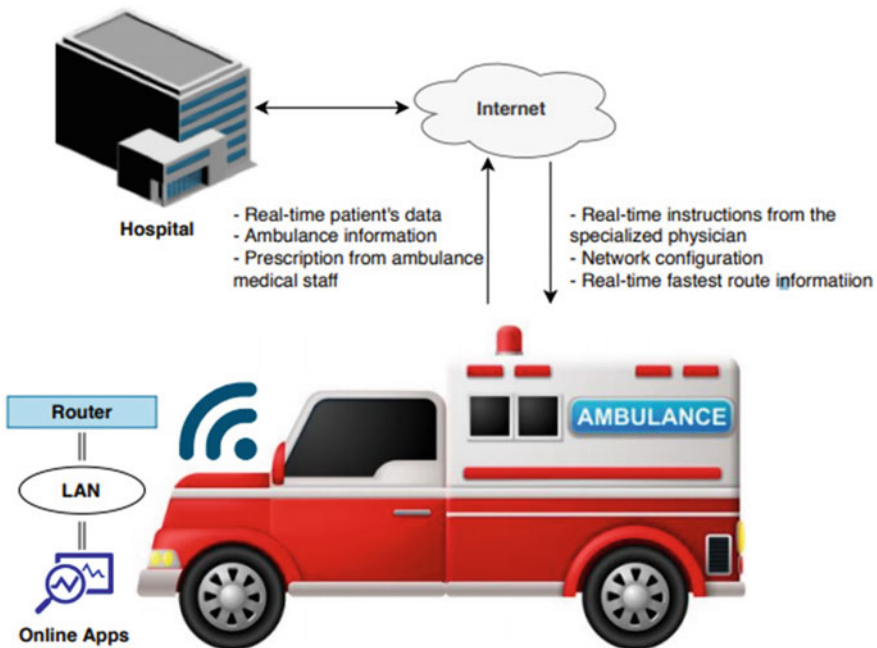 Internet
Hospital
- Real-time patient's data
- Ambulance information
- Prescription from ambulance
medical staff
- Real-time instructions from the
specialized physician
- Network configuration
- Real-time fastest route informatiion
Router
LAN
Online Apps
AMBULANCE